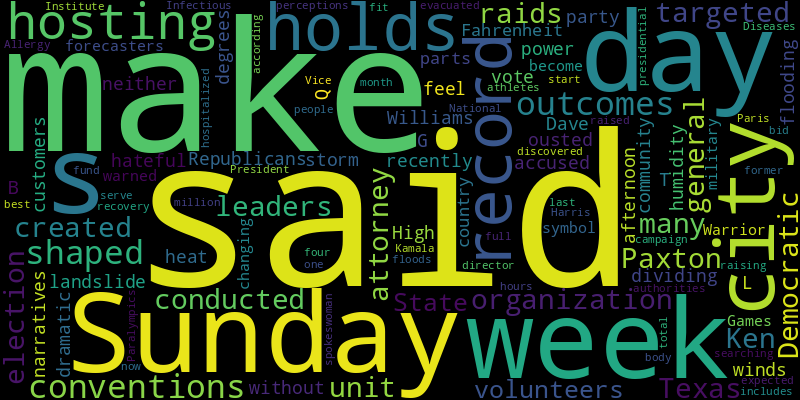 Institute
Infectious
perceptions
fit
evacuated
hosting
holds
raids
targeted
party
Diseases
Allergy
forecasters
degrees
according
Fahrenheit
day
presidential
make
neither
parts
power
vote
become
start
athletes
flooding
hospitalized
Vice
month
Q
feel
record
outcomes
people
Williams
National
Dave
raised
Paris
customers
G
ousted
bid
hateful
Republicans
storm
recently
discovered
accused
community
humidity
general
military
city
S
fund
warned
President
said
attorney
country
T
former
B
best
serve
recovery
million
leaders
last
afternoon
many
Democratic
created
changing
High
Harris
symbol
campaign
Warrior
shaped
heat
four
one
floods
Kamala
full
director
Paxton
raising
election
narratives
landslide
dramatic
Paralympics
conducted
State
organization
hours
dividing
authorities
L
Sunday
week
spokeswoman
Games
Ken
now
total
body
searching
winds
conventions
without
unit
volunteers
Texas
expected
includes